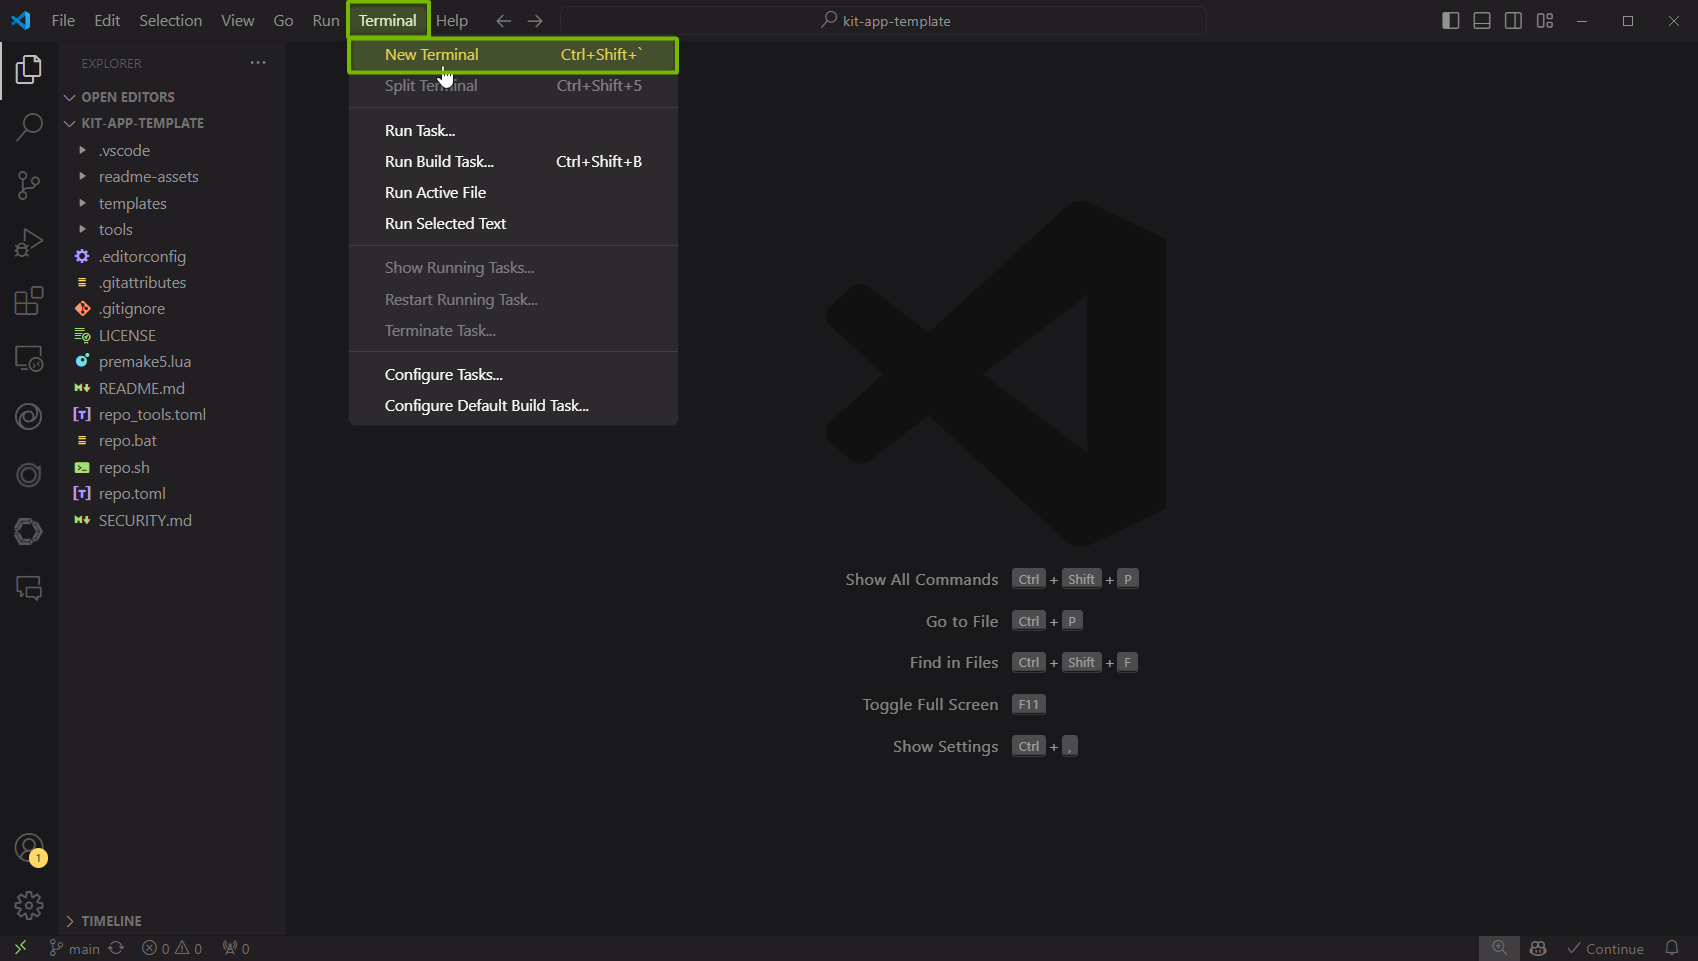 File Edit Selection View Go Run Terminal Help kit-app-template
New Terminal Ctrl+Shift+`
Split Terminal Ctrl+Shift+5
Run Task...
Run Build Task... Ctrl+Shift+B
Run Active File
Run Selected Text
Show Running Tasks...
Restart Running Task...
Terminate Task...
Configure Tasks...
Configure Default Build Task...
EXPLORER
OPEN EDITORS
KIT-APP-TEMPLATE
.vscode
readme-assets
templates
tools
.editorconfig
.gitattributes
.gitignore
LICENSE
premake5.lua
README.md
repo_tools.toml
repo.bat
repo.sh
repo.toml
SECURITY.md
Show All Commands Ctrl + Shift + P
Go to File Ctrl + P
Find in Files Ctrl + Shift + F
Toggle Full Screen F11
Show Settings Ctrl + ,
1
TIMELINE
main 0 0 0 Continue